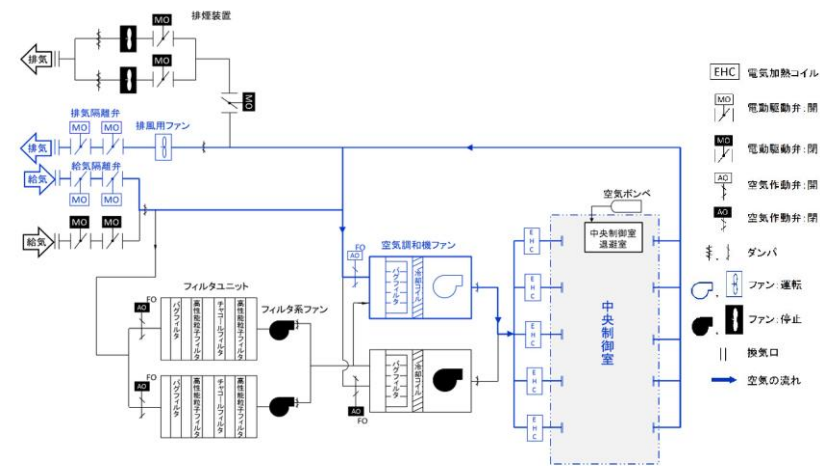 MO
排煙装置
排気
MO
MO
排気隔離弁
排風用ファン
MO
MO
排気
給気隔離弁
給気
MO
MO
MO
MO
給気
空気ボンベ
中央制御室
退避室
中央制御室
空気調和機ファン
FO
AO
バグフィルタ
冷却コイル
EHC
EHC
EHC
EHC
EHC
フィルタユニット
フィルタ系ファン
FO
AO
バグフィルタ
高性能粒子フィルタ
チャコールフィルタ
高性能粒子フィルタ
FO
AO
バグフィルタ
高性能粒子フィルタ
チャコールフィルタ
高性能粒子フィルタ
バグフィルタ
冷却コイル
AO
FO
EHC 電気加熱コイル
MO 電動駆動弁:開
MO 電動駆動弁:閉
AO 空気作動弁:開
AO 空気作動弁:閉
ダンパ
ファン:運転
ファン:停止
換気口
空気の流れ